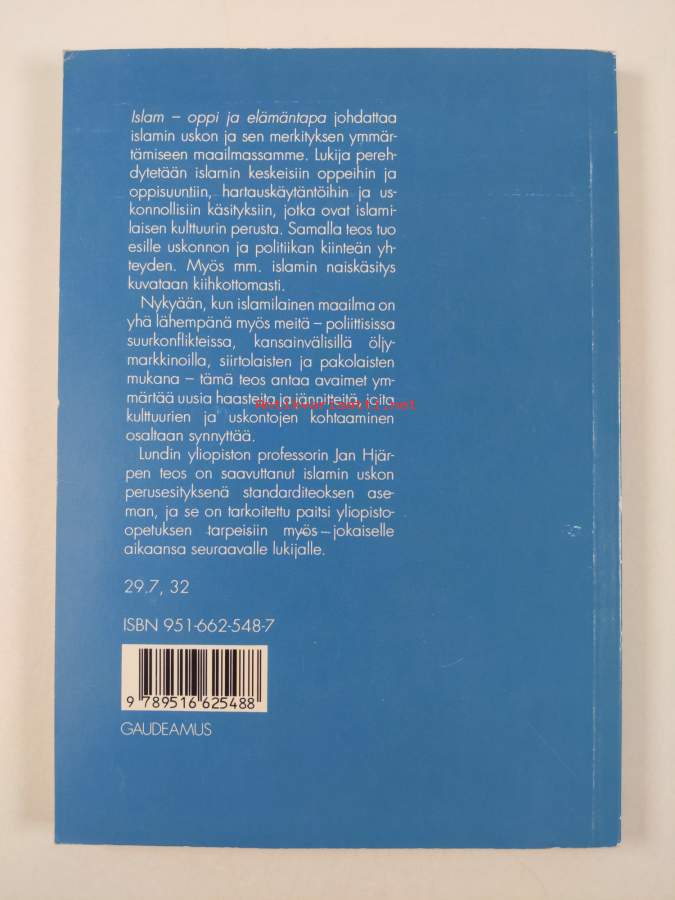 Islam – oppi ja elämäntapa johdattaa
islamin uskon ja sen merkityksen ymmär-
tämiseen maailmassamme. Lukija pereh-
dytetään islamin keskeisiin oppeihin ja
oppisuuntiin, hartauskäytäntöihin ja us-
konnollisiin käsityksiin, jotka ovat islami-
laisen kulttuurin perusta. Samalla teos tuo
esille uskonnon ja politiikan kiinteän yh-
teyden. Myös mm. islamin naiskäsitys
kuvataan kiihkottomasti.
Nykyään, kun islamilainen maailma on
yhä lähempänä myös meitä – poliittisissa
suurkonflikteissa, kansainvälisillä öljy-
markkinoilla, siirtolaisten ja pakolaisten
mukana – tämä teos antaa avaimet ym-
märtää uusia haasteita ja jännitteitä, joita
antikvariaatit.net
kulttuurien ja uskontojen kohtaaminen
osaltaan synnyttää.
Lundin yliopiston professorin Jan Hjär-
pen teos on saavuttanut islamin uskon
perusesityksenä standarditeoksen ase-
man, ja se on tarkoitettu paitsi yliopisto-
opetuksen tarpeisiin myös jokaiselle
aikaansa seuraavalle lukijalle.
29.7, 32
ISBN 951-662-548-7
9 789516 625488
GAUDEAMUS